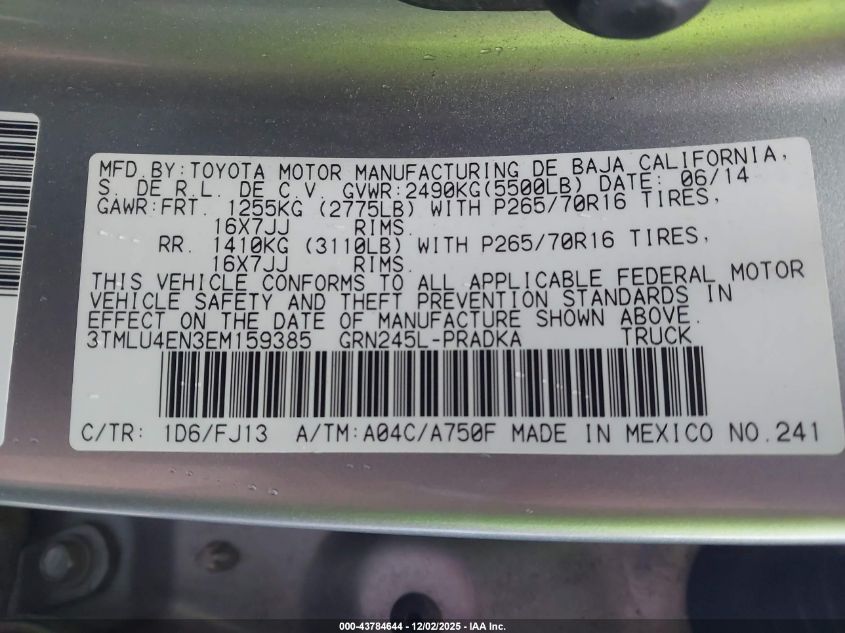 MFD.BY:TOYOTA MOTOR MANUFACTURING DE BAJA CALIFORNIA,
S. DE R.L. DE C.V. GVWR:2490KG(5500LB) DATE: 06/14
GAWR:FRT. 1255KG (2775LB) WITH P265/70R16 TIRES,
16X7JJ RIMS.
RR. 1410KG (3110LB) WITH P265/70R16 TIRES,
16X7JJ RIMS.
THIS VEHICLE CONFORMS TO ALL APPLICABLE FEDERAL MOTOR
VEHICLE SAFETY AND THEFT PREVENTION STANDARDS IN
EFFECT ON THE DATE OF MANUFACTURE SHOWN ABOVE.
3TMLU4EN3EM159385 GRN245L-PRADKA TRUCK
C/TR: 1D6/FJ13 A/TM:A04C/A750F MADE IN MEXICO NO.241
000-43784644 - 12/02/2025 - IAA Inc.